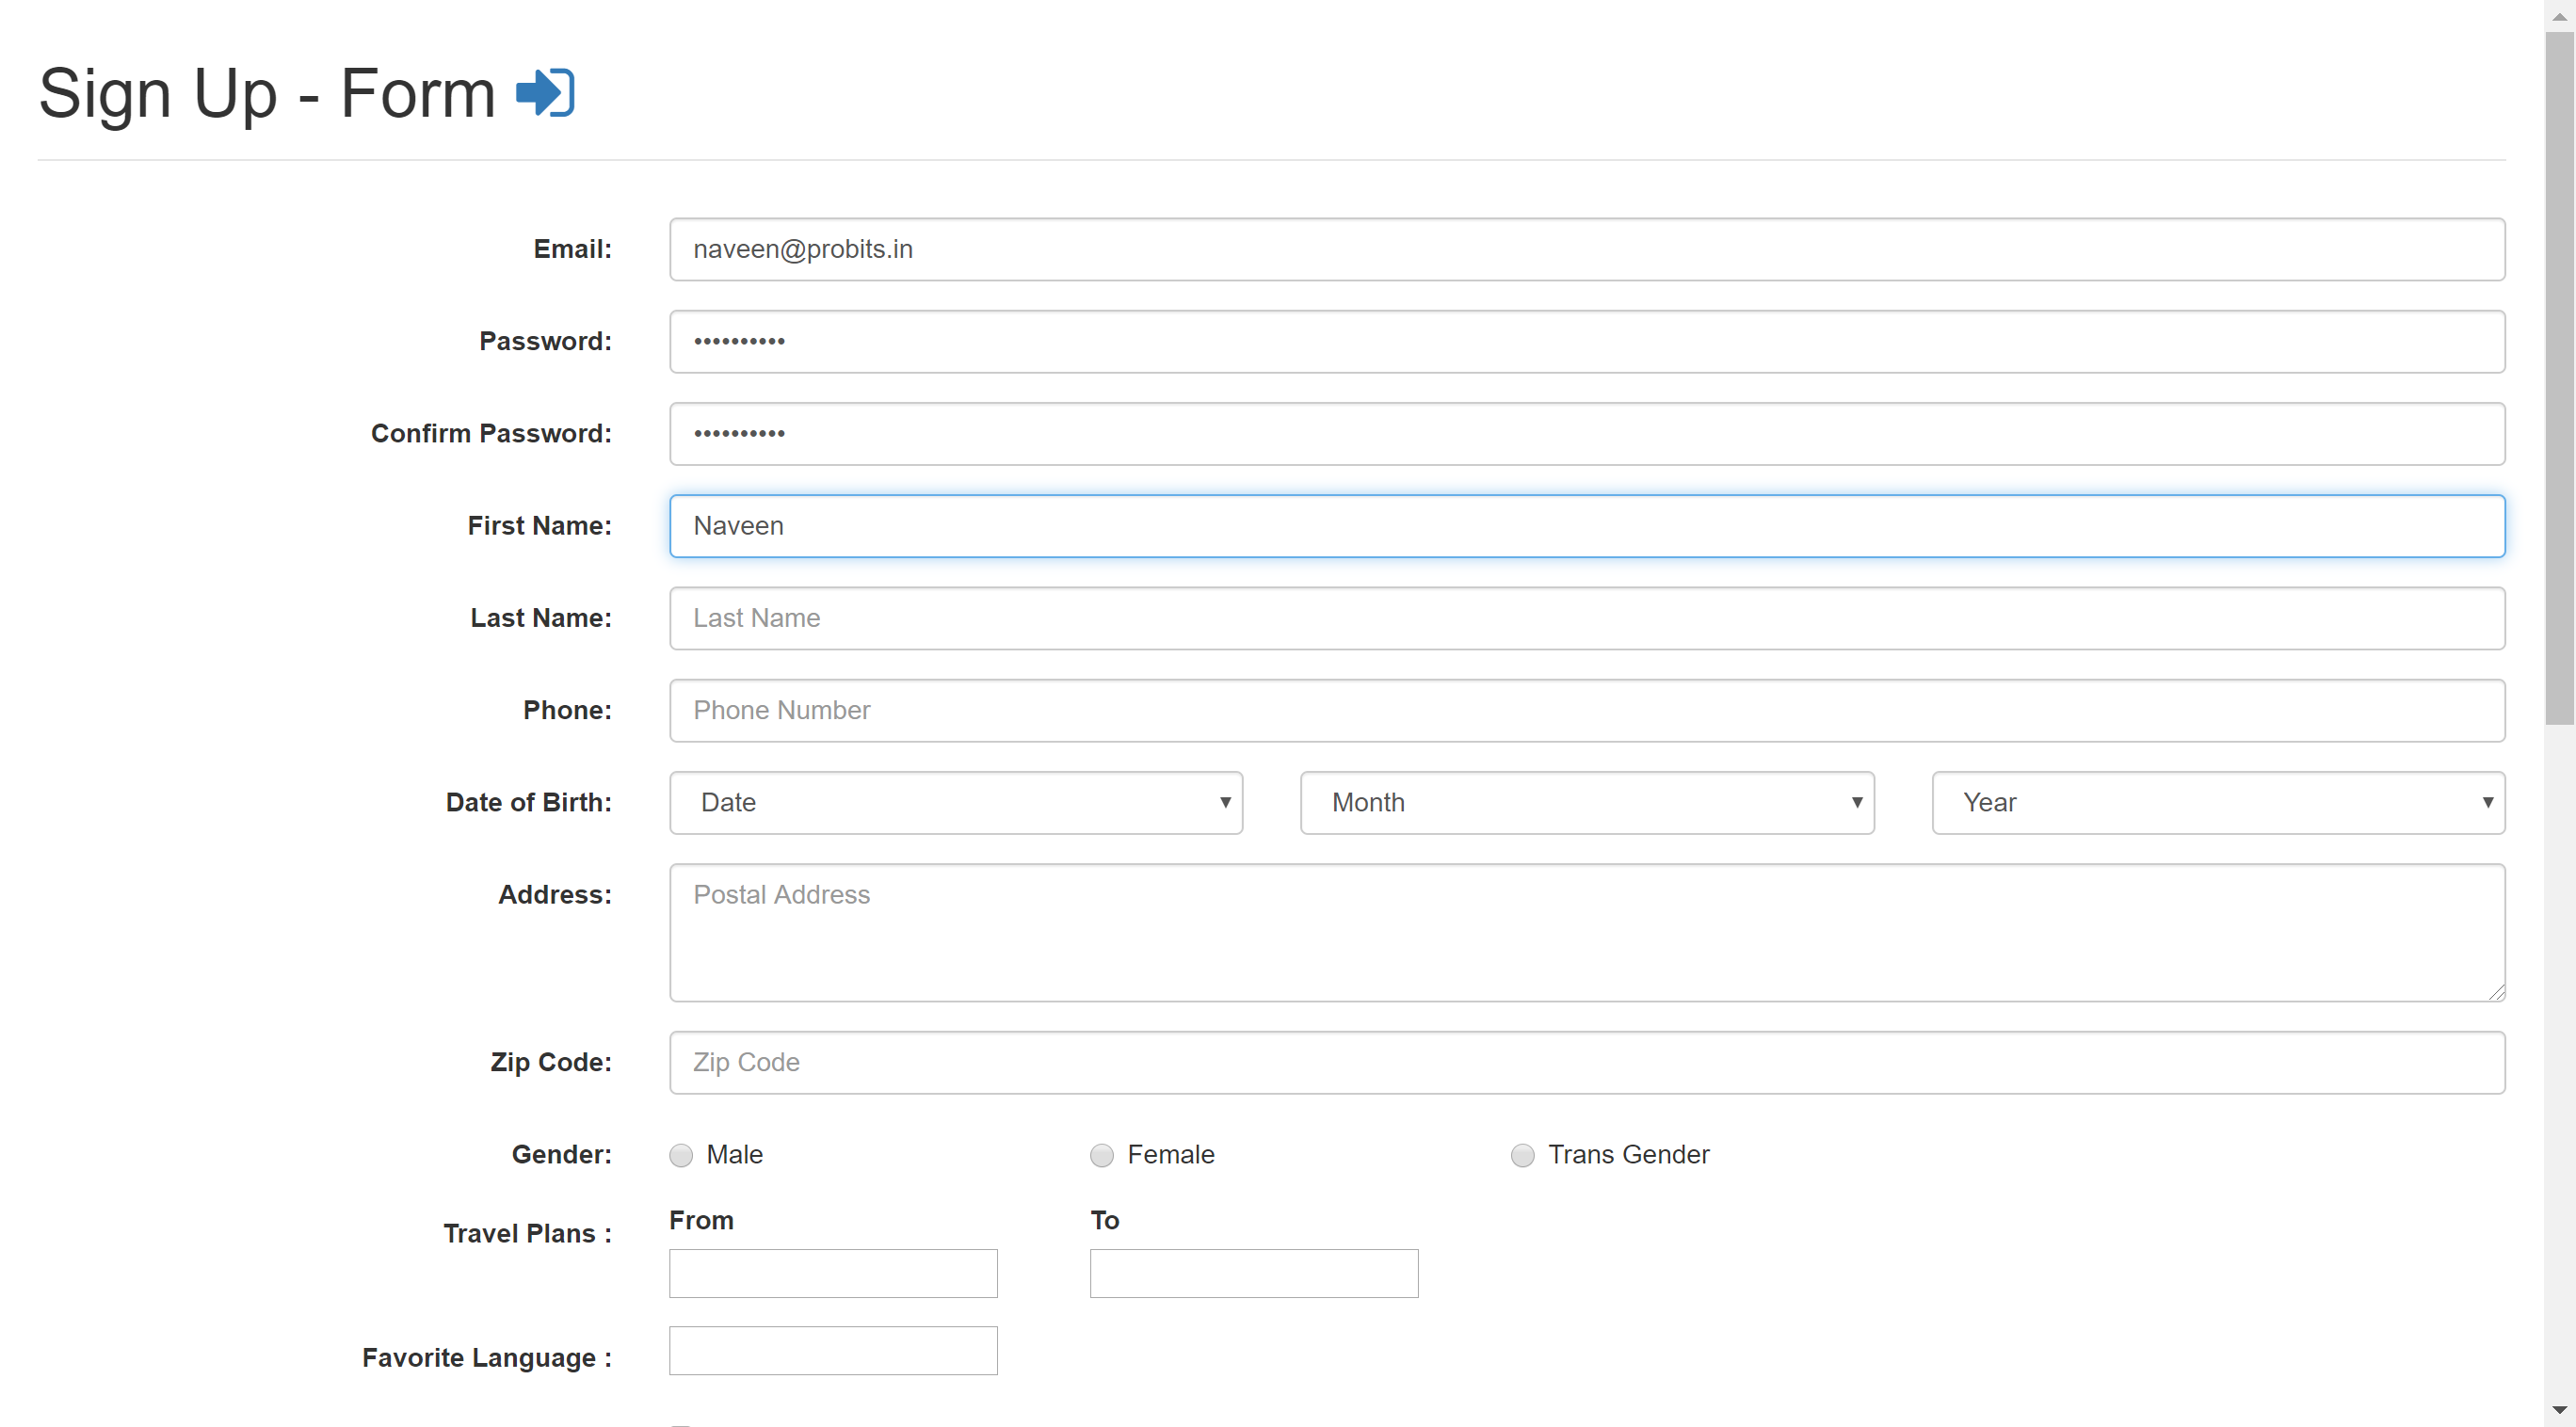 Sign Up - Form
Email: naveen@probits.in
Password: ••••••••••
Confirm Password: ••••••••••
First Name: Naveen
Last Name: Last Name
Phone: Phone Number
Date of Birth: Date Month Year
Address: Postal Address
Zip Code: Zip Code
Gender: Male Female Trans Gender
From To
Travel Plans :
Favorite Language :